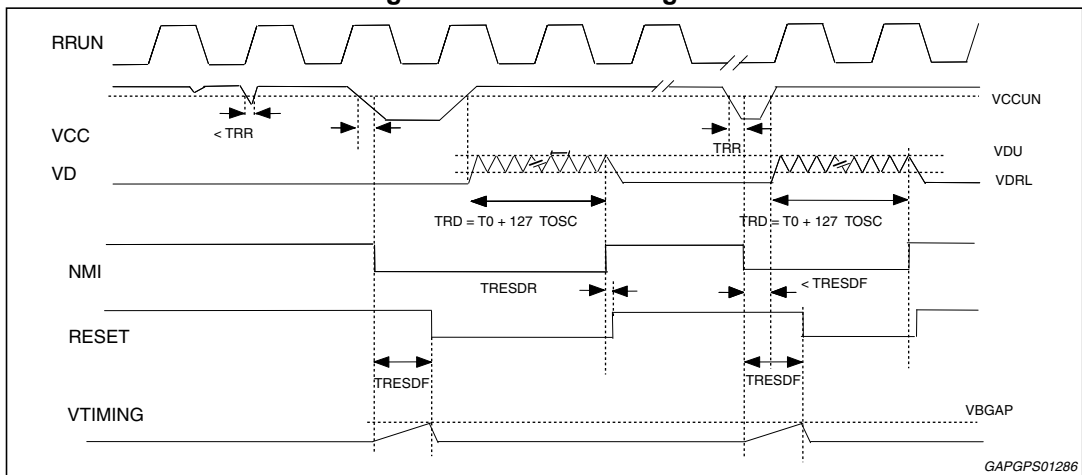 RRUN
VCCUN
< TRR
VCC
TRR
VDU
VD
VDRL
TRD = T0 + 127 TOSC
TRD = T0 + 127 TOSC
NMI
TRESDR
< TRESDF
RESET
TRESDF
TRESDF
VTIMING
VBGAP
GAPGPS01286